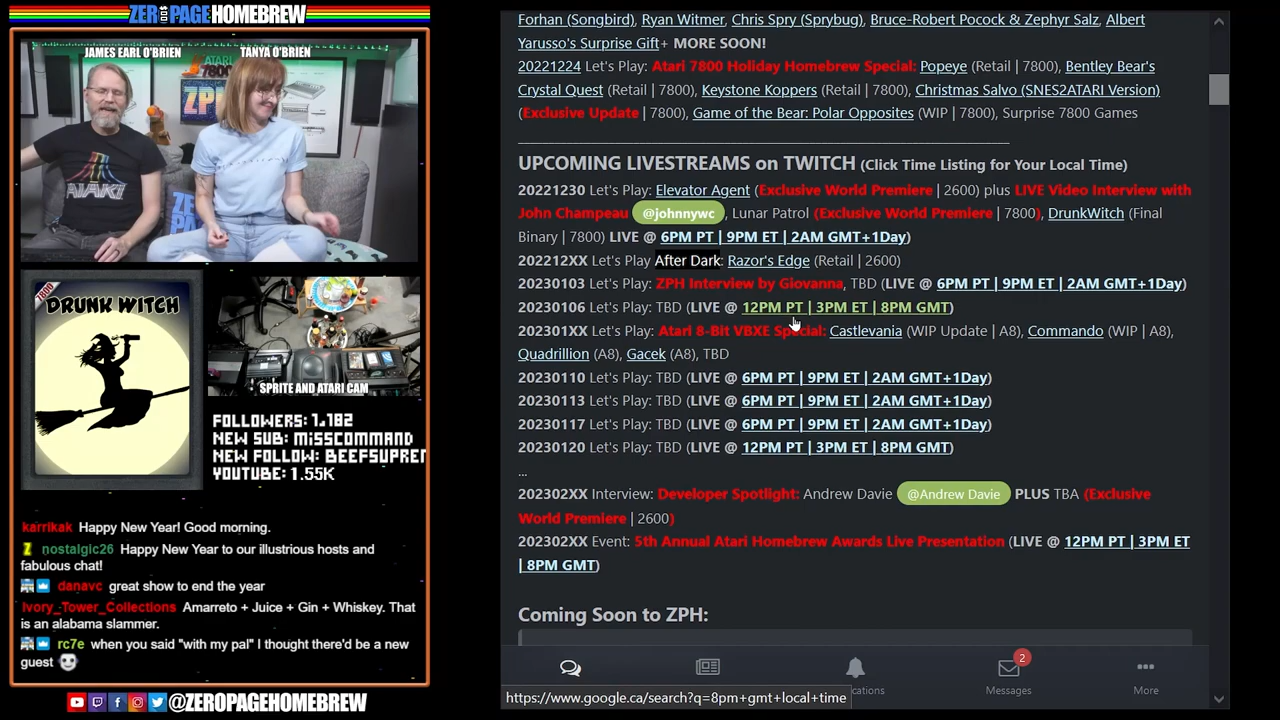 ZERO PAGE HOMEBREW
JAMES EARL O'BRIEN
TANYA O'BRIEN
ATARI
7800
ZPH
ATARI
7800
DRUNK WITCH
SPRITE AND ATARI CAM
FOLLOWERS: 1,182
NEW SUB: MISSCOMMAND
NEW FOLLOW: BEEFSUPREM
YOUTUBE: 1.55K
karrikak Happy New Year! Good morning.
nostalgic26 Happy New Year to our illustrious hosts and
fabulous chat!
danavc great show to end the year
Ivory_Tower_Collections Amarreto + Juice + Gin + Whiskey. That
is an alabama slammer.
rc7e when you said "with my pal" I thought there'd be a new
guest
@ZEROPAGEHOMEBREW
Forhan (Songbird), Ryan Witmer, Chris Spry (Sprybug), Bruce-Robert Pocock & Zephyr Salz, Albert
Yarusso's Surprise Gift+ MORE SOON!
20221224 Let's Play: Atari 7800 Holiday Homebrew Special: Popeye (Retail | 7800), Bentley Bear's
Crystal Quest (Retail | 7800), Keystone Koppers (Retail | 7800), Christmas Salvo (SNES2ATARI Version)
(Exclusive Update | 7800), Game of the Bear: Polar Opposites (WIP | 7800), Surprise 7800 Games
UPCOMING LIVESTREAMS on TWITCH (Click Time Listing for Your Local Time)
20221230 Let's Play: Elevator Agent (Exclusive World Premiere | 2600) plus LIVE Video Interview with
John Champeau @johnnywc, Lunar Patrol (Exclusive World Premiere | 7800), DrunkWitch (Final
Binary | 7800) LIVE @ 6PM PT | 9PM ET | 2AM GMT+1Day)
202212XX Let's Play After Dark: Razor's Edge (Retail | 2600)
20230103 Let's Play: ZPH Interview by Giovanna, TBD (LIVE @ 6PM PT | 9PM ET | 2AM GMT+1Day)
20230106 Let's Play: TBD (LIVE @ 12PM PT | 3PM ET | 8PM GMT)
202301XX Let's Play: Atari 8-Bit VBXE Special: Castlevania (WIP Update | A8), Commando (WIP | A8),
Quadrillion (A8), Gacek (A8), TBD
20230110 Let's Play: TBD (LIVE @ 6PM PT | 9PM ET | 2AM GMT+1Day)
20230113 Let's Play: TBD (LIVE @ 6PM PT | 9PM ET | 2AM GMT+1Day)
20230117 Let's Play: TBD (LIVE @ 6PM PT | 9PM ET | 2AM GMT+1Day)
20230120 Let's Play: TBD (LIVE @ 12PM PT | 3PM ET | 8PM GMT)
...
202302XX Interview: Developer Spotlight: Andrew Davie @Andrew Davie PLUS TBA (Exclusive
World Premiere | 2600)
202302XX Event: 5th Annual Atari Homebrew Awards Live Presentation (LIVE @ 12PM PT | 3PM ET
| 8PM GMT)
Coming Soon to ZPH:
2
cations
Messages
More
https://www.google.ca/search?q=8pm+gmt+local+time